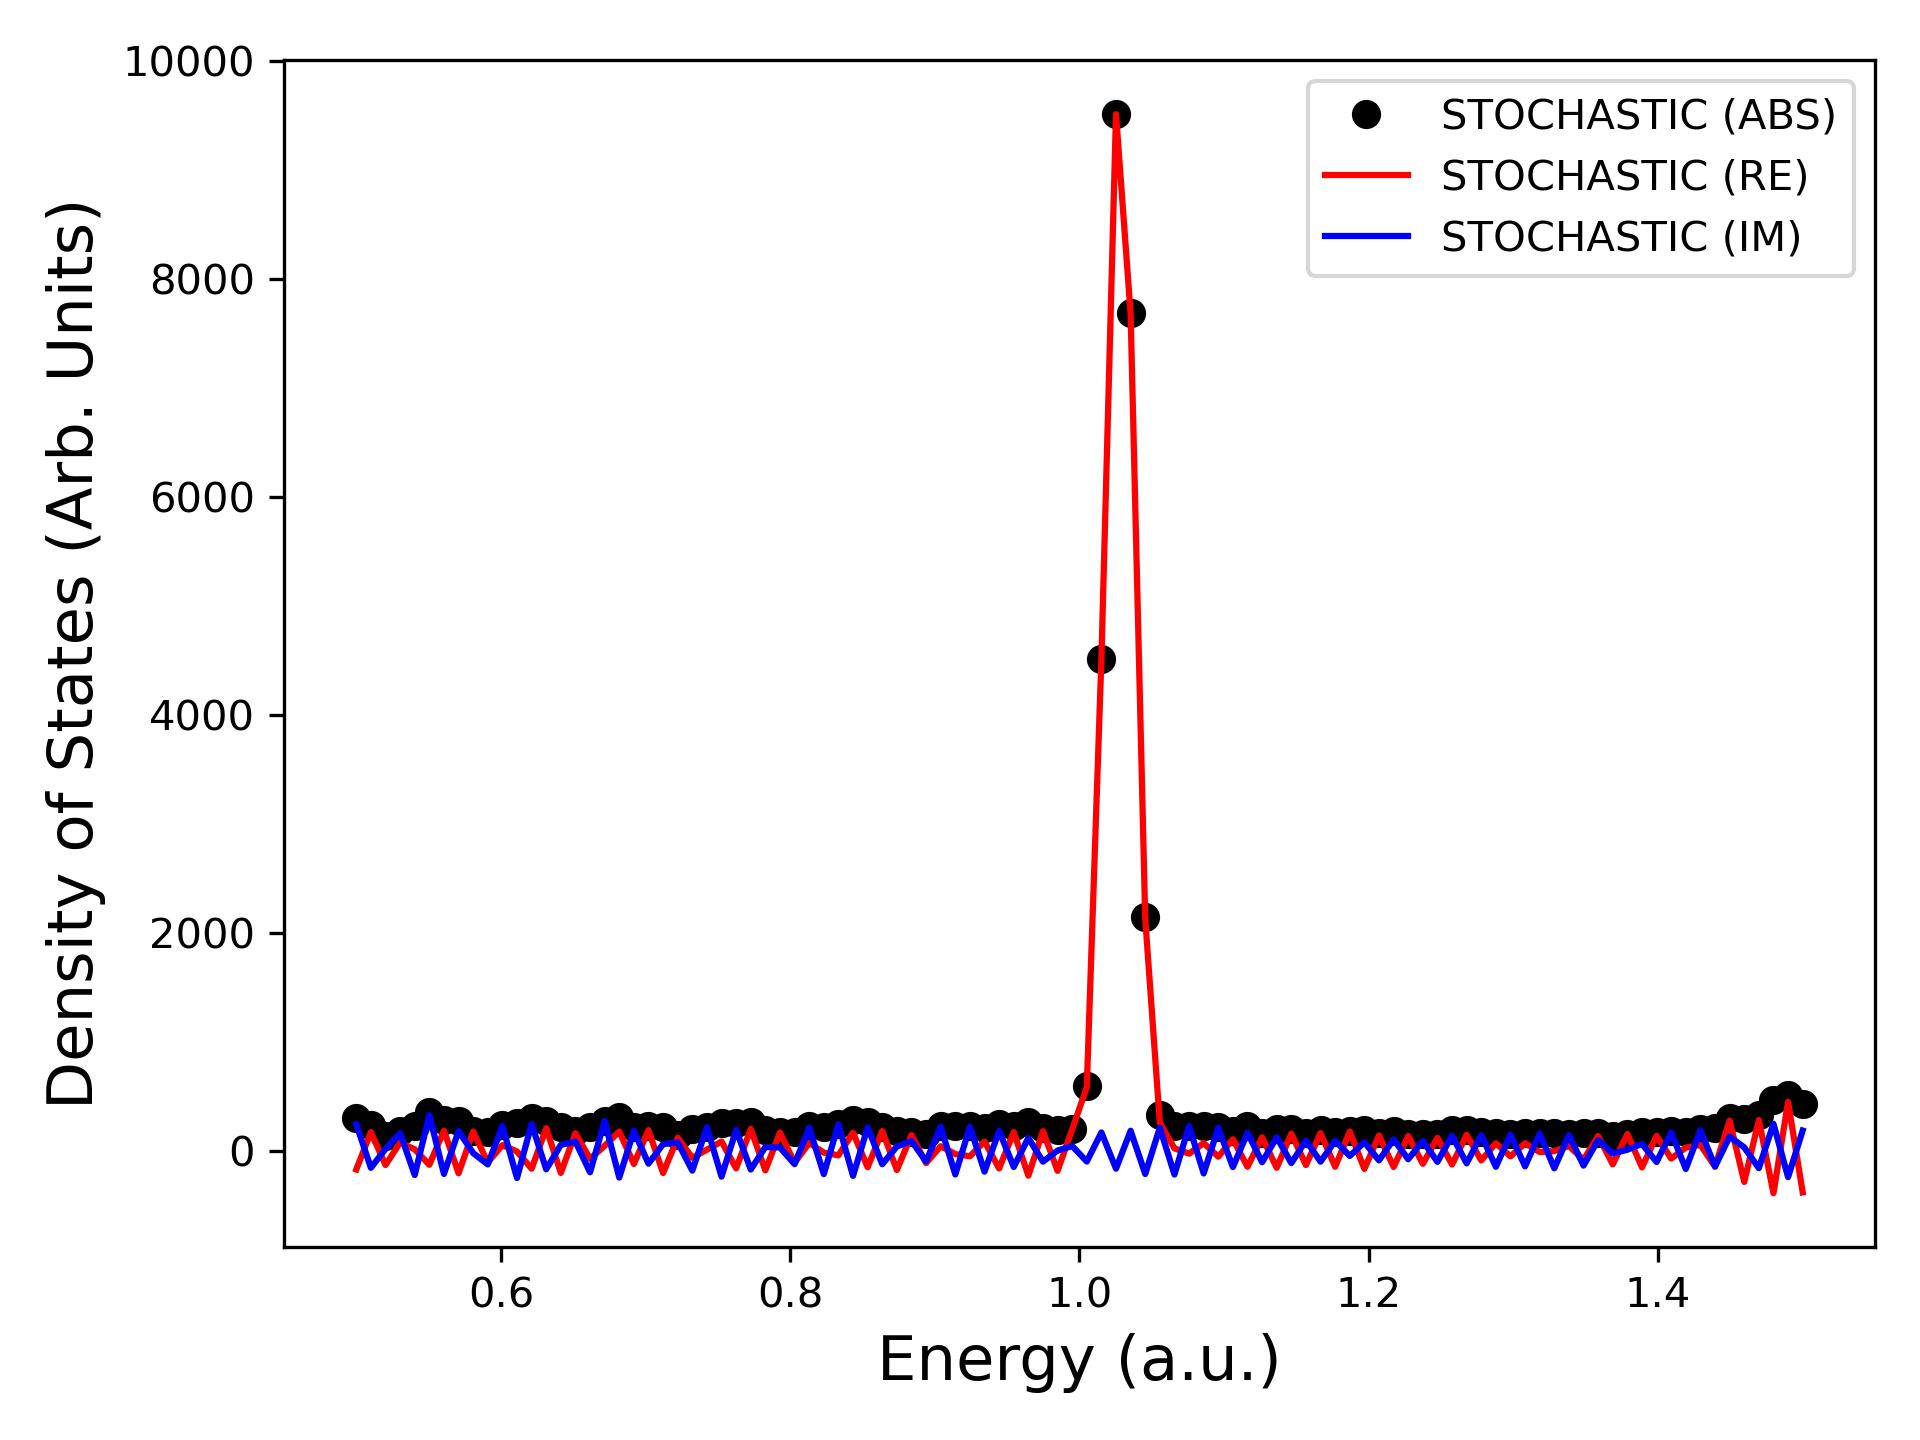 10000
8000
6000
4000
2000
0
Density of States (Arb. Units)
STOCHASTIC (ABS)
STOCHASTIC (RE)
STOCHASTIC (IM)
0.6 0.8 1.0 1.2 1.4
Energy (a.u.)